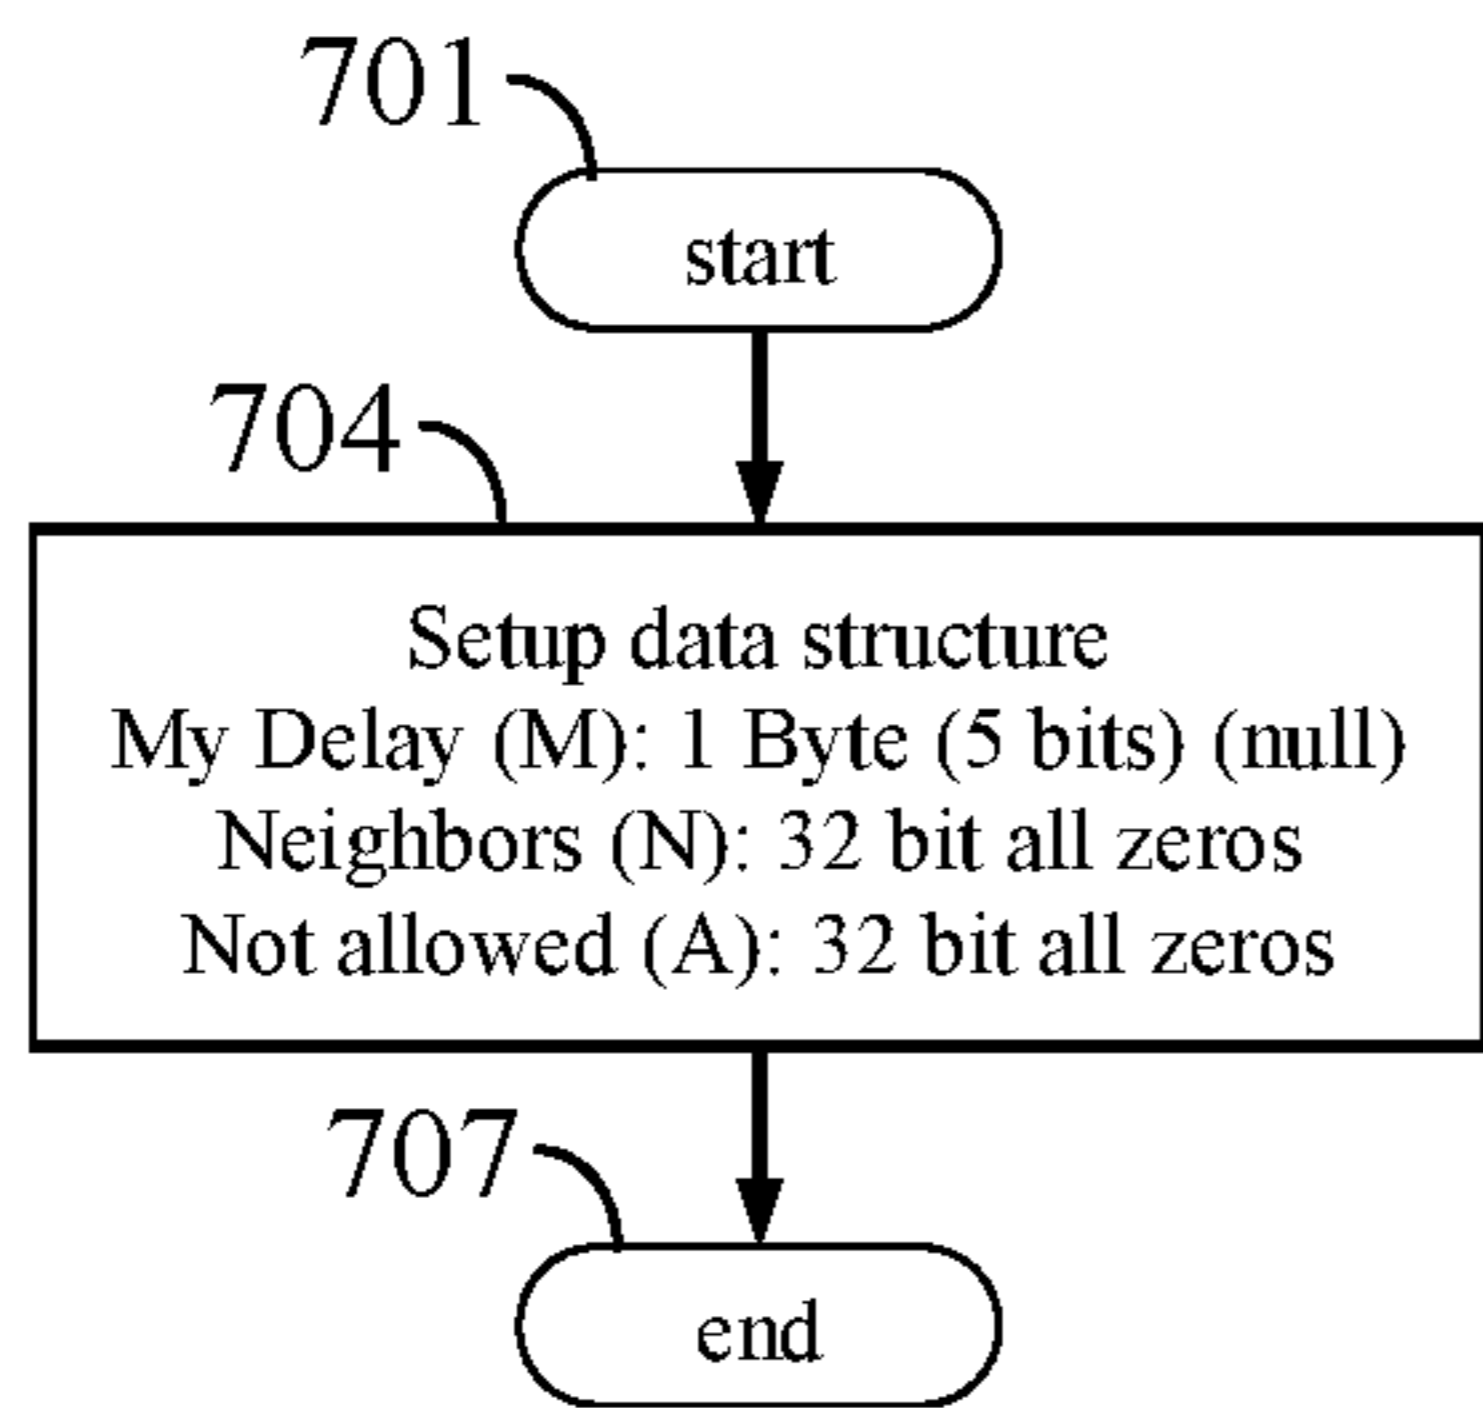 701
start
704
Setup data structure
My Delay (M): 1 Byte (5 bits) (null)
Neighbors (N): 32 bit all zeros
Not allowed (A): 32 bit all zeros
707
end